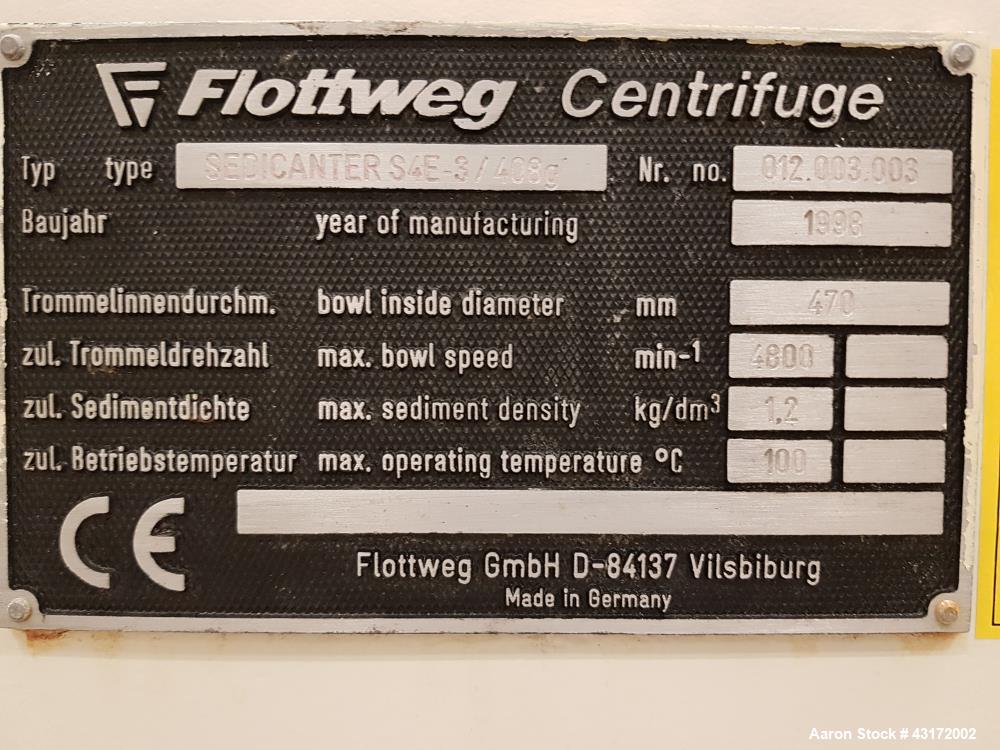 Flottweg Centrifuge
Typ type SEDICANTER S4E-3/408g Nr. no. 012.003.003
Baujahr year of manufacturing 1998
Trommelinnendurchm. bowl inside diameter mm 470
zul. Trommeldrehzahl max. bowl speed min-1 4800
zul. Sedimentdichte max. sediment density kg/dm³ 1,2
zul. Betriebstemperatur max. operating temperature °C 100
CE
Flottweg GmbH D-84137 Vilsbiburg
Made in Germany
Aaron Stock # 43172002